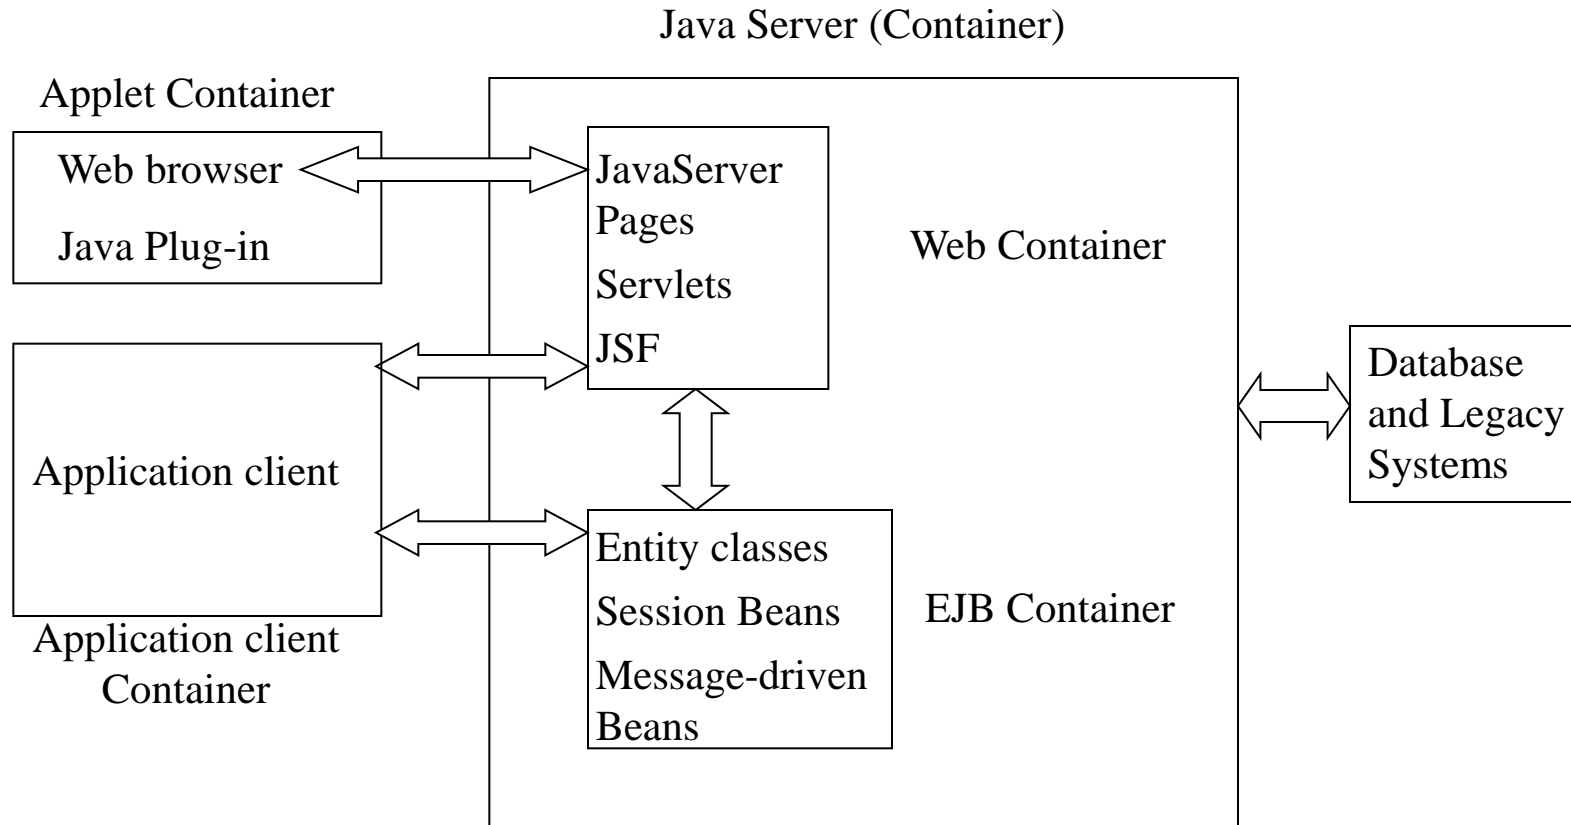 Java Server (Container)
Applet Container
Web browser
Java Plug-in
JavaServer
Pages
Servlets
JSF
Web Container
Application client
Application client
Container
Entity classes
Session Beans
Message-driven
Beans
EJB Container
Database
and Legacy
Systems